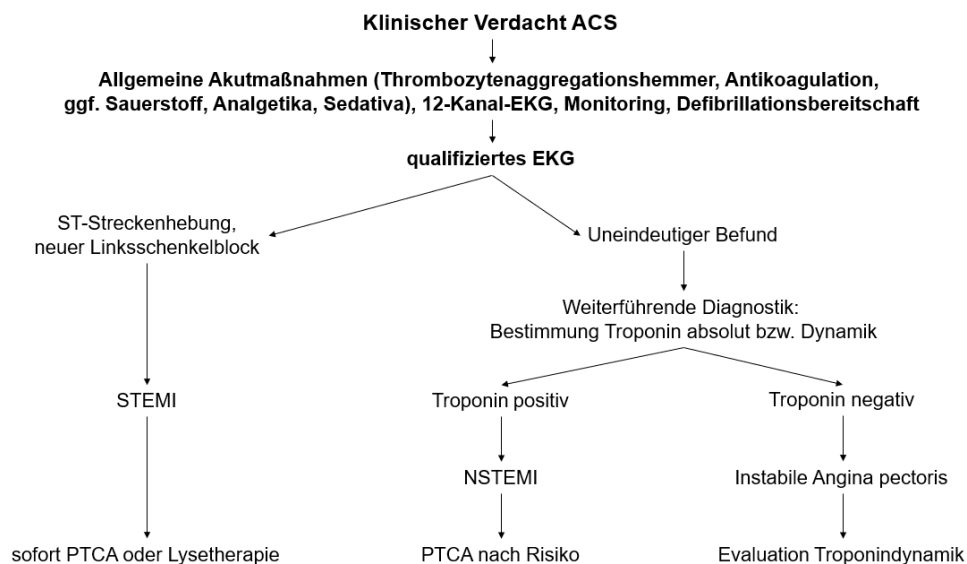 Klinischer Verdacht ACS
Allgemeine Akutmaßnahmen (Thrombozytenaggregationshemmer, Antikoagulation,
ggf. Sauerstoff, Analgetika, Sedativa), 12-Kanal-EKG, Monitoring, Defibrillationsbereitschaft
qualifiziertes EKG
ST-Streckenhebung,
neuer Linksschenkelblock
Uneindeutiger Befund
Weiterführende Diagnostik:
Bestimmung Troponin absolut bzw. Dynamik
STEMI
Troponin positiv
Troponin negativ
NSTEMI
Instabile Angina pectoris
sofort PTCA oder Lysetherapie
PTCA nach Risiko
Evaluation Troponindynamik